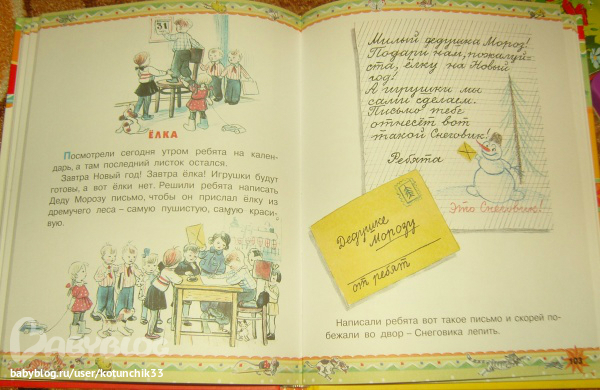 31
ЁЛКА
Посмотрели сегодня утром ребята на кален-
дарь, а там последний листок остался.
Завтра Новый год! Завтра ёлка! Игрушки будут
готовы, а вот ёлки нет. Решили ребята написать
Деду Морозу письмо, чтобы он прислал ёлку из
дремучего леса – самую пушистую, самую краси-
вую.
Милый дедушка Мороз!
Подари нам, пожалуй-
ста, ёлку на Новый
год!
А игрушки мы
сами сделаем.
Письмо тебе
отнесёт вот
такой Снеговик!
Ребята
Это Снеговик!
Дедушке
Морозу
от ребят
Написали ребята вот такое письмо и скорей по-
бежали во двор – Снеговика лепить.
103
BABYBLOG
babyblog.ru/user/kotunchik33